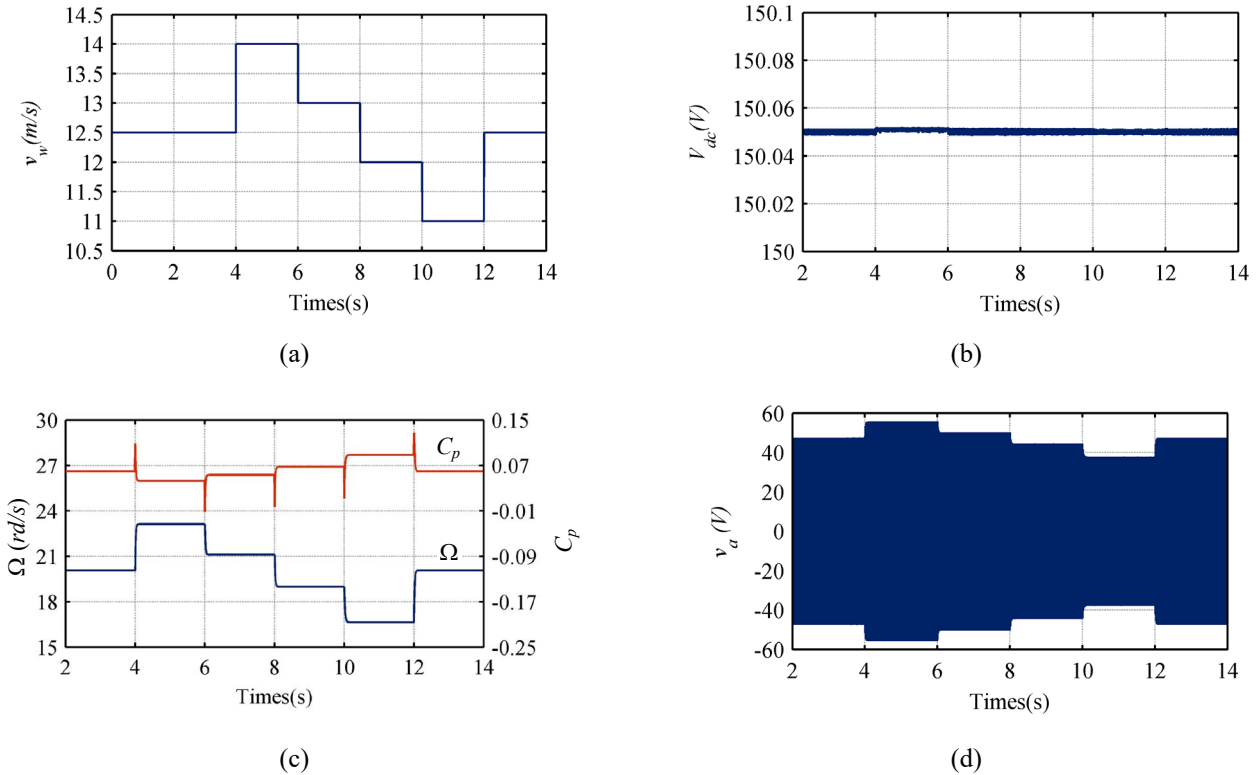 14.5
14
13
12.5
12
11.5
11
10.5
v_w(m/s)
0 2 4 6 8 10 12 14
Times(s)
(a)
150.1
150.08
150.06
150.04
150.02
150
V_dc(V)
2 4 6 8 10 12 14
Times(s)
(b)
30
27
24
21
18
15
Ω (rd/s)
0.15
0.07
-0.01
-0.09
-0.17
-0.25
C_p
C_p
Ω
2 4 6 8 10 12 14
Times(s)
(c)
60
40
20
0
-20
-40
-60
v_a (V)
2 4 6 8 10 12 14
Times(s)
(d)